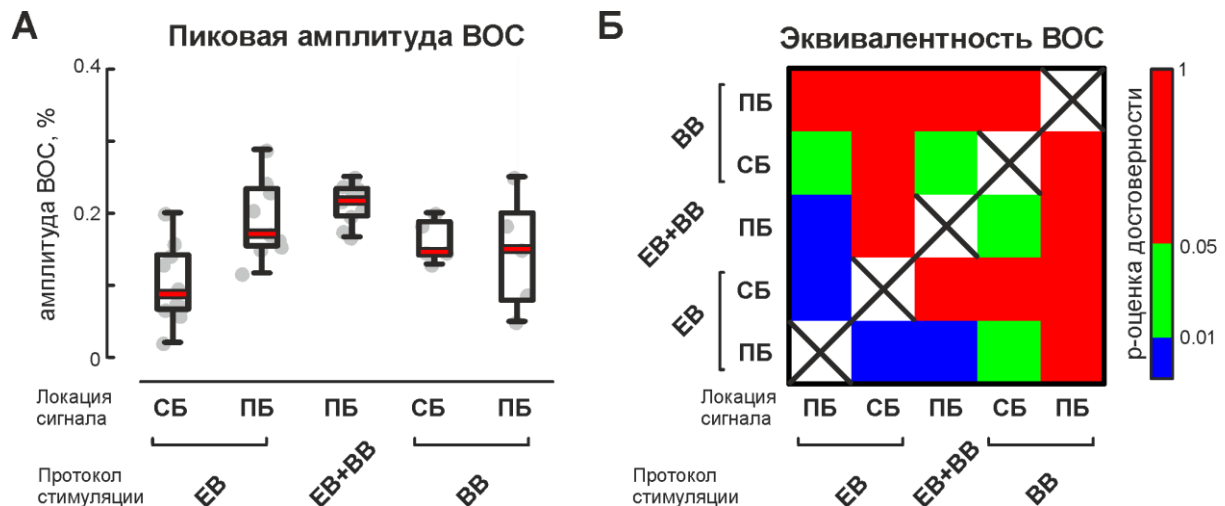 А
Пиковая амплитуда ВОС
0.4
0.2
0
амплитуда ВОС, %
Локация
сигнала
СБ
ПБ
ПБ
СБ
ПБ
Протокол
стимуляции
ЕВ
ЕВ+ВВ
ВВ
Б
Эквивалентность ВОС
ВВ
ПБ
СБ
ЕВ+ВВ
ПБ
ЕВ
СБ
ПБ
1
0.05
0.01
р-оценка достоверности
Локация
сигнала
ПБ
СБ
ПБ
СБ
ПБ
Протокол
стимуляции
ЕВ
ЕВ+ВВ
ВВ